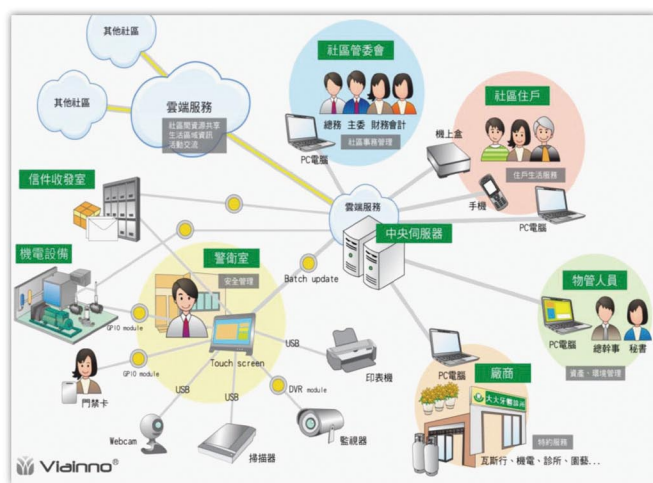 其他社區
其他社區
雲端服務
社區間資源共享
生活區域資訊
活動交流
社區管委會
總務 主委 財務會計
社區事務管理
PC電腦
社區住戶
機上盒
住戶生活服務
手機
PC電腦
信件收發室
雲端服務
中央伺服器
機電設備
GPIO module
警衛室
安全管理
Batch update
Touch screen
GPIO module
門禁卡
USB
Webcam
USB
掃描器
DVR module
監視器
USB
印表機
物管人員
PC電腦 總幹事 秘書
資產、環境管理
PC電腦
廠商
大大牙醫診所
特約服務
瓦斯行、機電、診所、園藝...
Viainno®